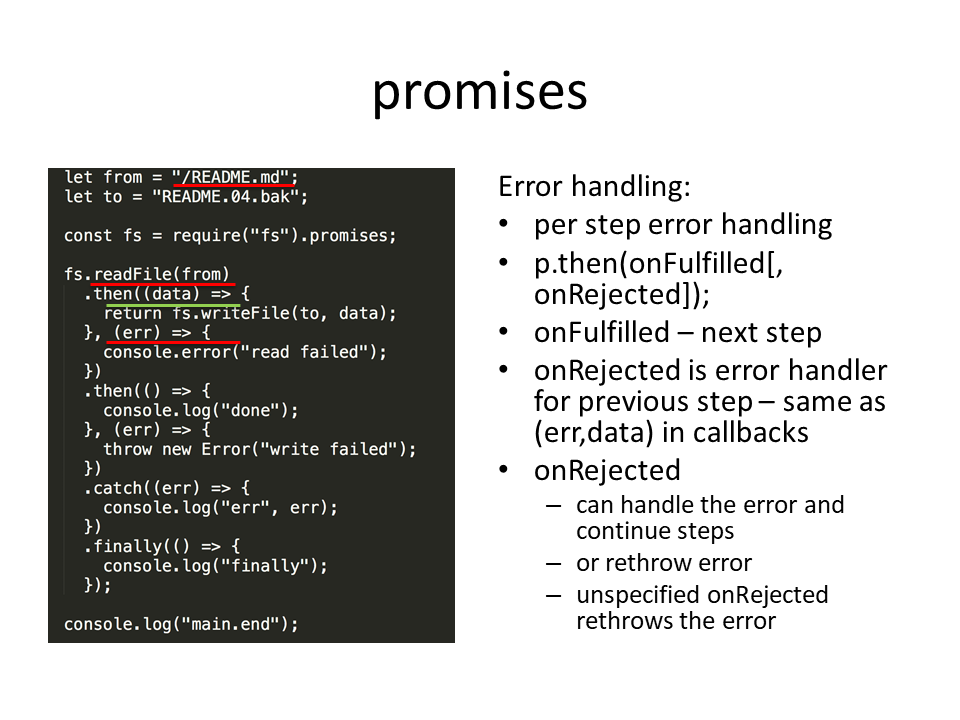 promises
let from = "/README.md";
let to = "README.04.bak";
const fs = require("fs").promises;
fs.readFile(from)
.then((data) => {
return fs.writeFile(to, data);
}, (err) => {
console.error("read failed");
})
.then(() => {
console.log("done");
}, (err) => {
throw new Error("write failed");
})
.catch((err) => {
console.log("err", err);
})
.finally(() => {
console.log("finally");
});
console.log("main.end");
Error handling:
• per step error handling
• p.then(onFulfilled[,
onRejected]);
• onFulfilled – next step
• onRejected is error handler
for previous step – same as
(err,data) in callbacks
• onRejected
– can handle the error and
continue steps
– or rethrow error
– unspecified onRejected
rethrows the error